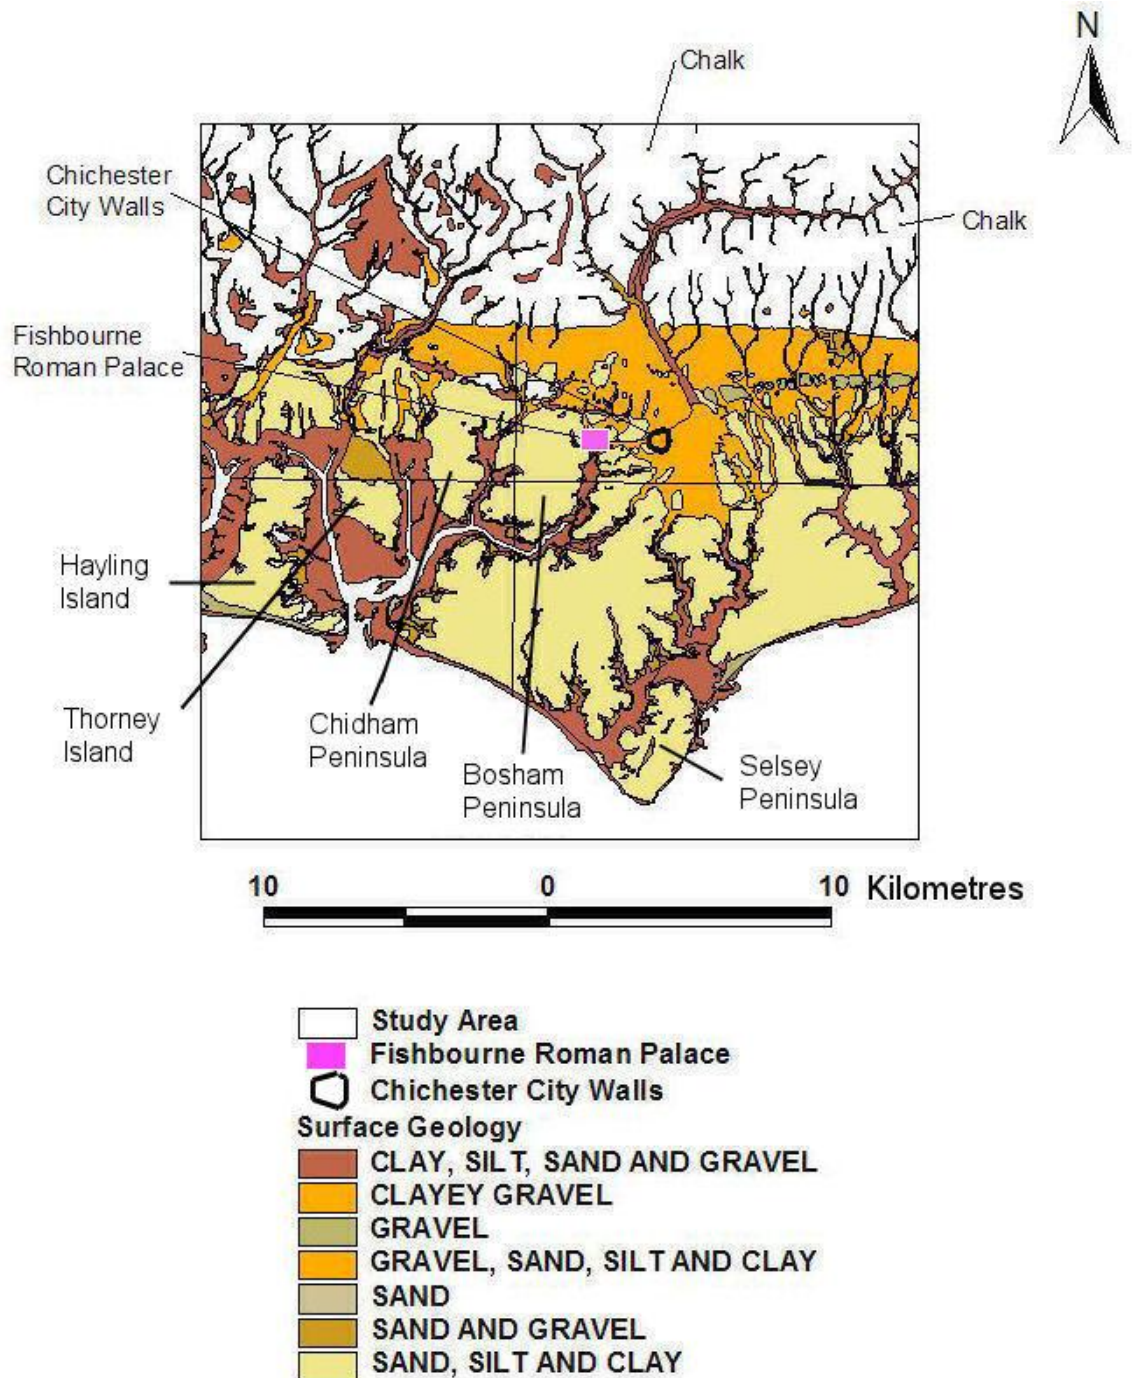 N
Chalk
Chichester
City Walls
Chalk
Fishbourne
Roman Palace
Hayling
Island
Thorney
Island
Chidham
Peninsula
Bosham
Peninsula
Selsey
Peninsula
10 0 10 Kilometres
Study Area
Fishbourne Roman Palace
Chichester City Walls
Surface Geology
CLAY, SILT, SAND AND GRAVEL
CLAYEY GRAVEL
GRAVEL
GRAVEL, SAND, SILT AND CLAY
SAND
SAND AND GRAVEL
SAND, SILT AND CLAY